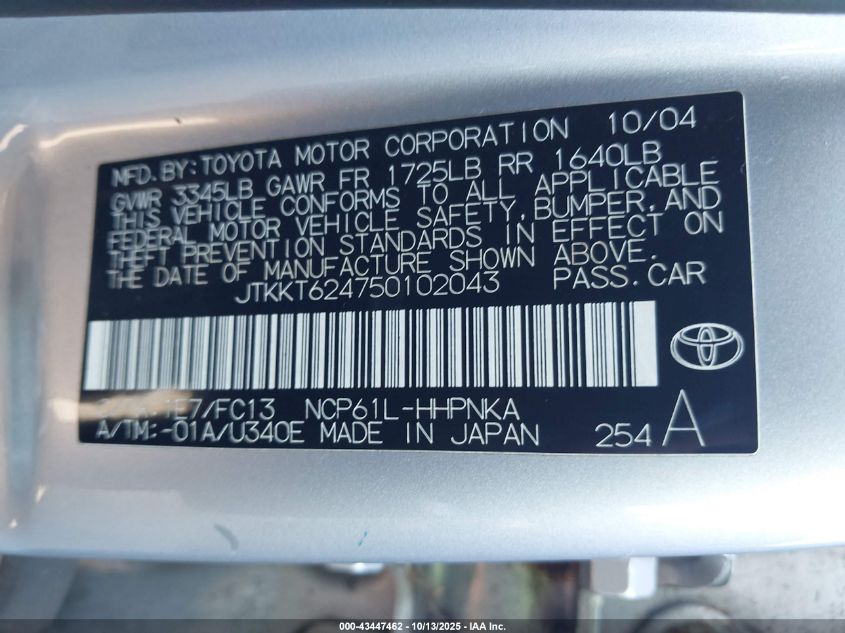 MFD. BY: TOYOTA MOTOR CORPORATION 10/04
GVWR 3345LB GAWR FR 1725LB RR 1640LB
THIS VEHICLE CONFORMS TO ALL APPLICABLE
FEDERAL MOTOR VEHICLE SAFETY, BUMPER, AND
THEFT PREVENTION STANDARDS IN EFFECT ON
THE DATE OF MANUFACTURE SHOWN ABOVE.
JTKKT624750102043 PASS.CAR
1E7/FC13 NCP61L-HHPNKA
A/TM:-01A/U340E MADE IN JAPAN 254 A
000-43447462 - 10/13/2025 - IAA Inc.